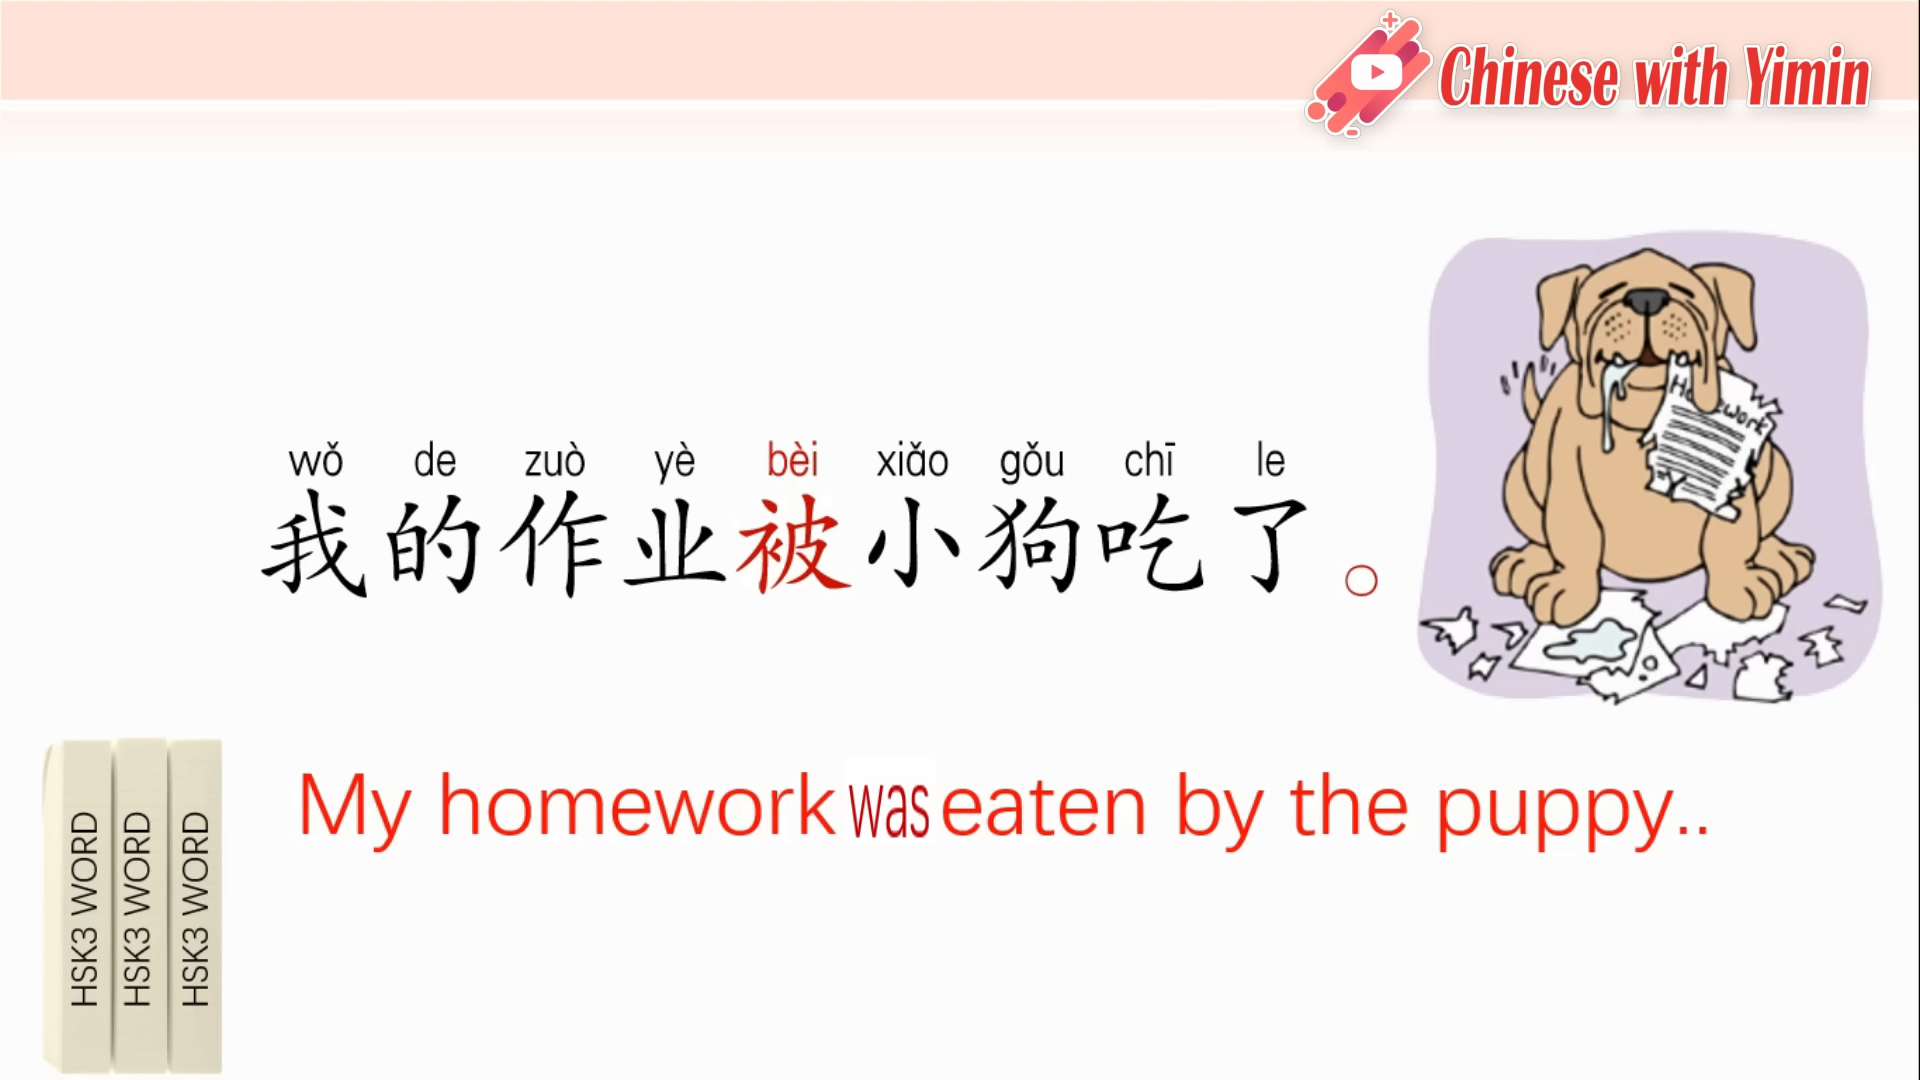 Chinese with Yimin
wǒ de zuò yè bèi xiǎo gǒu chī le
我的作业被小狗吃了。
Homework
My homework was eaten by the puppy..
HSK3 WORD
HSK3 WORD
HSK3 WORD